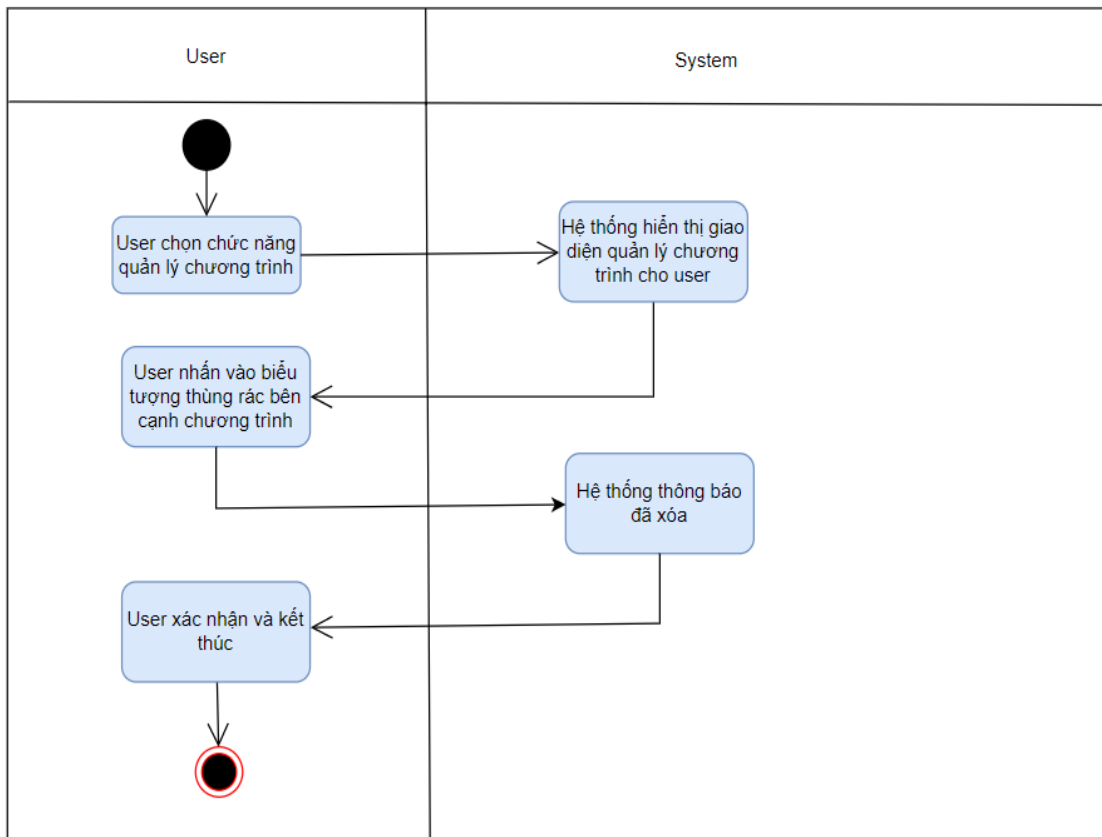 User
System
User chọn chức năng
quản lý chương trình
Hệ thống hiển thị giao
diện quản lý chương
trình cho user
User nhấn vào biểu
tượng thùng rác bên
cạnh chương trình
Hệ thống thông báo
đã xóa
User xác nhận và kết
thúc